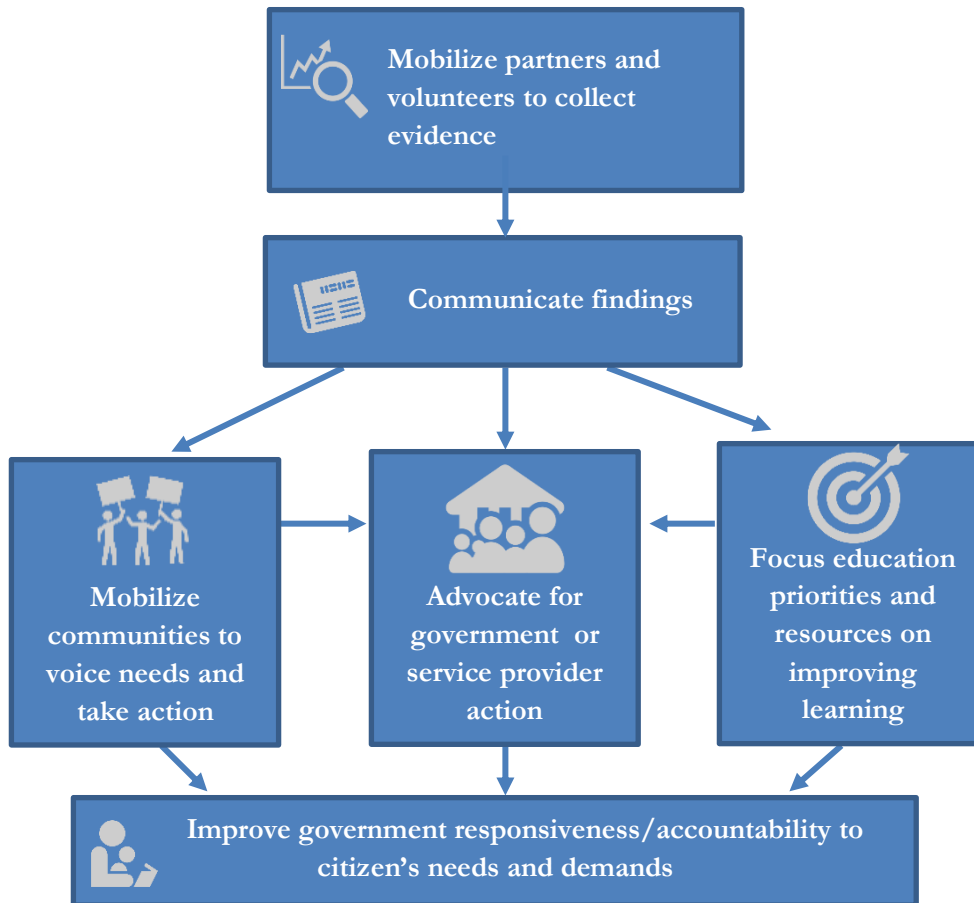 Mobilize partners and
volunteers to collect
evidence
Communicate findings
Mobilize
communities to
voice needs and
take action
Advocate for
government or
service provider
action
Focus education
priorities and
resources on
improving
learning
Improve government responsiveness/accountability to
citizen’s needs and demands